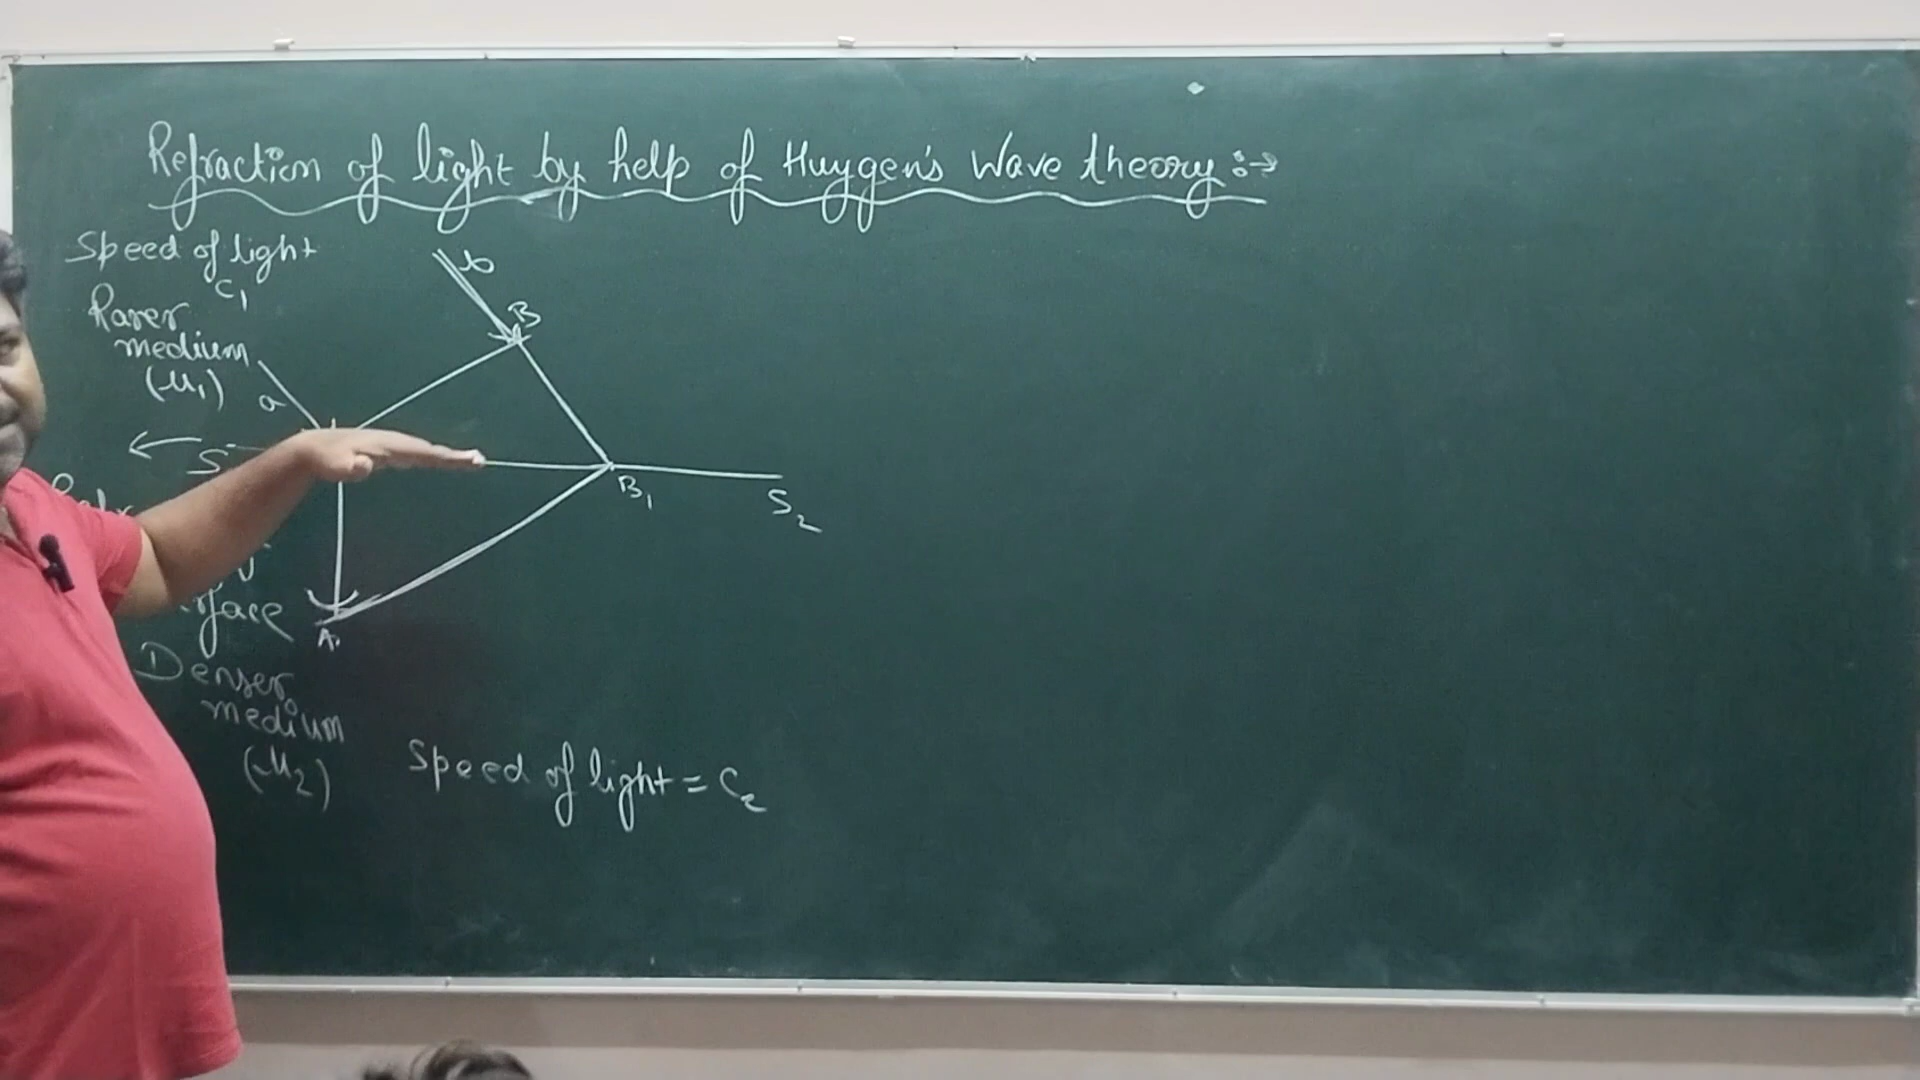 Refraction of light by help of Huygen's Wave theory :→
Speed of light
C₁
b
B
Rarer
medium
(μ₁)
a
S
B₁
S₂
face
A₁
Denser
medium
(μ₂)
Speed of light = C₂